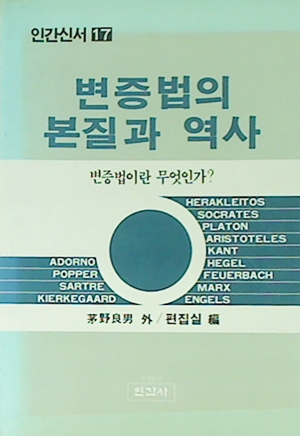 인간신서 17
변증법의
본질과 역사
변증법이란 무엇인가?
HERAKLEITOS
SOCRATES
PLATON
ARISTOTELES
KANT
HEGEL
FEUERBACH
MARX
ENGELS
ADORNO
POPPER
SARTRE
KIERKEGAARD
茅野良男 外/편집실 編
인간사